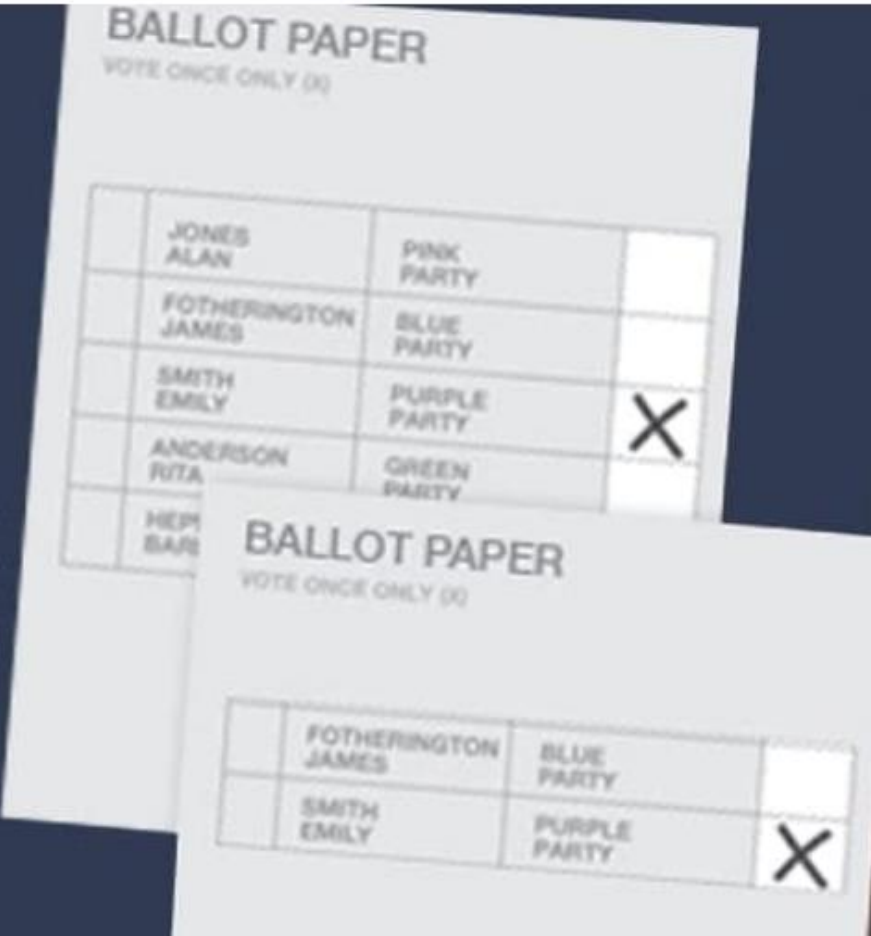 BALLOT PAPER
VOTE ONCE ONLY (X)
JONES
ALAN
PINK
PARTY
FOTHERINGTON
JAMES
BLUE
PARTY
SMITH
EMILY
PURPLE
PARTY
X
ANDERSON
RITA
GREEN
PARTY
BALLOT PAPER
VOTE ONCE ONLY (X)
FOTHERINGTON
JAMES
BLUE
PARTY
SMITH
EMILY
PURPLE
PARTY
X